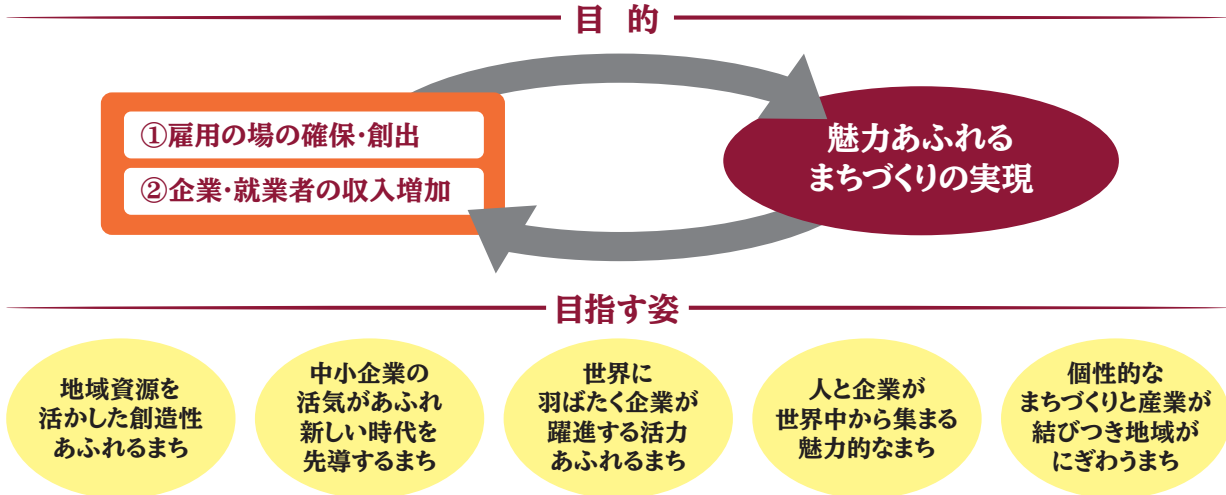 目 的
①雇用の場の確保･創出
②企業･就業者の収入増加
魅力あふれる
まちづくりの実現
目指す姿
地域資源を
活かした創造性
あふれるまち
中小企業の
活気があふれ
新しい時代を
先導するまち
世界に
羽ばたく企業が
躍進する活力
あふれるまち
人と企業が
世界中から集まる
魅力的なまち
個性的な
まちづくりと産業が
結びつき地域が
にぎわうまち